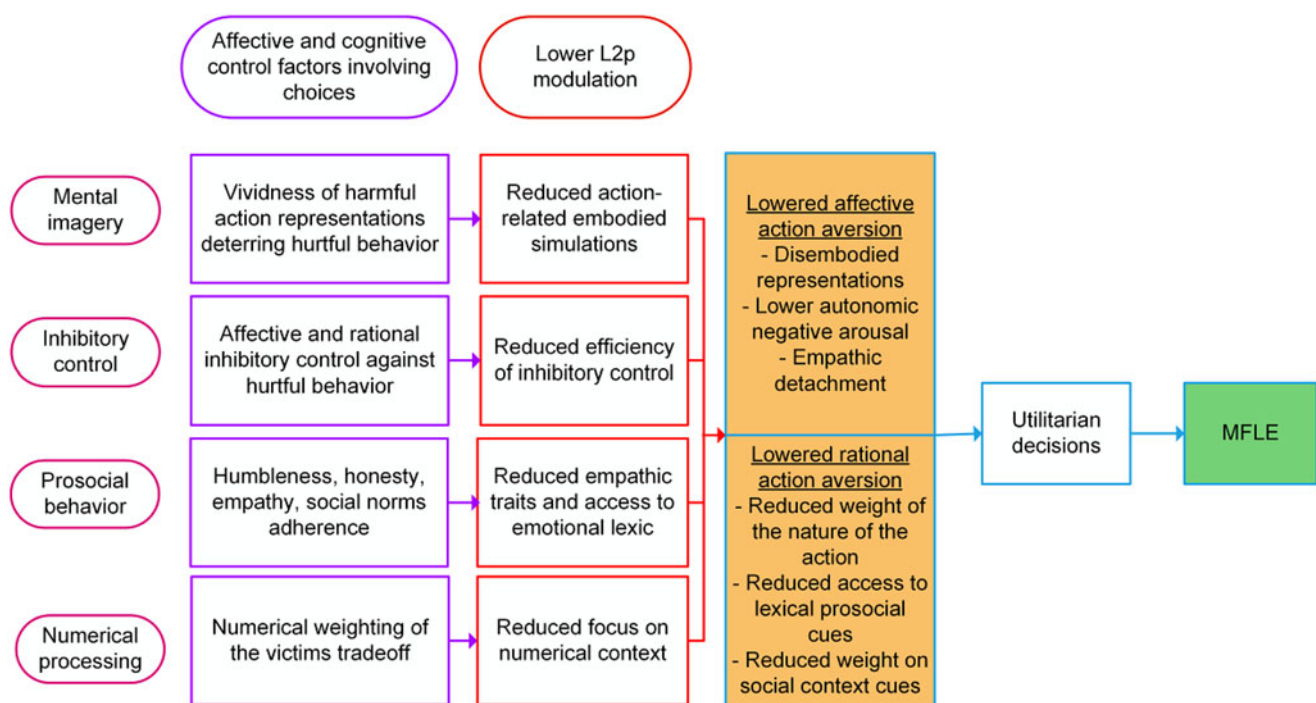 Affective and cognitive
control factors involving
choices
Lower L2p
modulation
Mental
imagery
Vividness of harmful
action representations
deterring hurtful behavior
Reduced action-
related embodied
simulations
Inhibitory
control
Affective and rational
inhibitory control against
hurtful behavior
Reduced efficiency
of inhibitory control
Prosocial
behavior
Humbleness, honesty,
empathy, social norms
adherence
Reduced empathic
traits and access to
emotional lexic
Numerical
processing
Numerical weighting of
the victims tradeoff
Reduced focus on
numerical context
Lowered affective
action aversion
- Disembodied
representations
- Lower autonomic
negative arousal
- Empathic
detachment
Lowered rational
action aversion
- Reduced weight of
the nature of the
action
- Reduced access to
lexical prosocial
cues
- Reduced weight on
social context cues
Utilitarian
decisions
MFLE